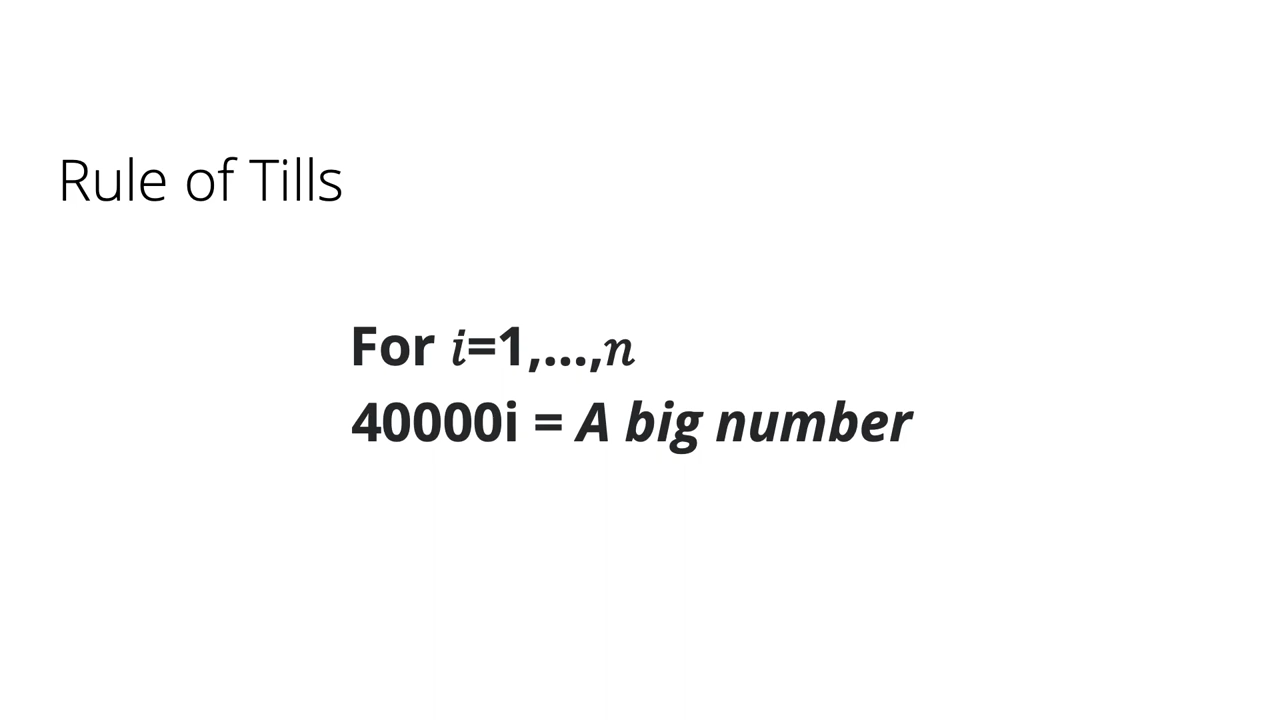 Rule of Tills
For 𝑖=1,...,𝑛
40000i = A big number